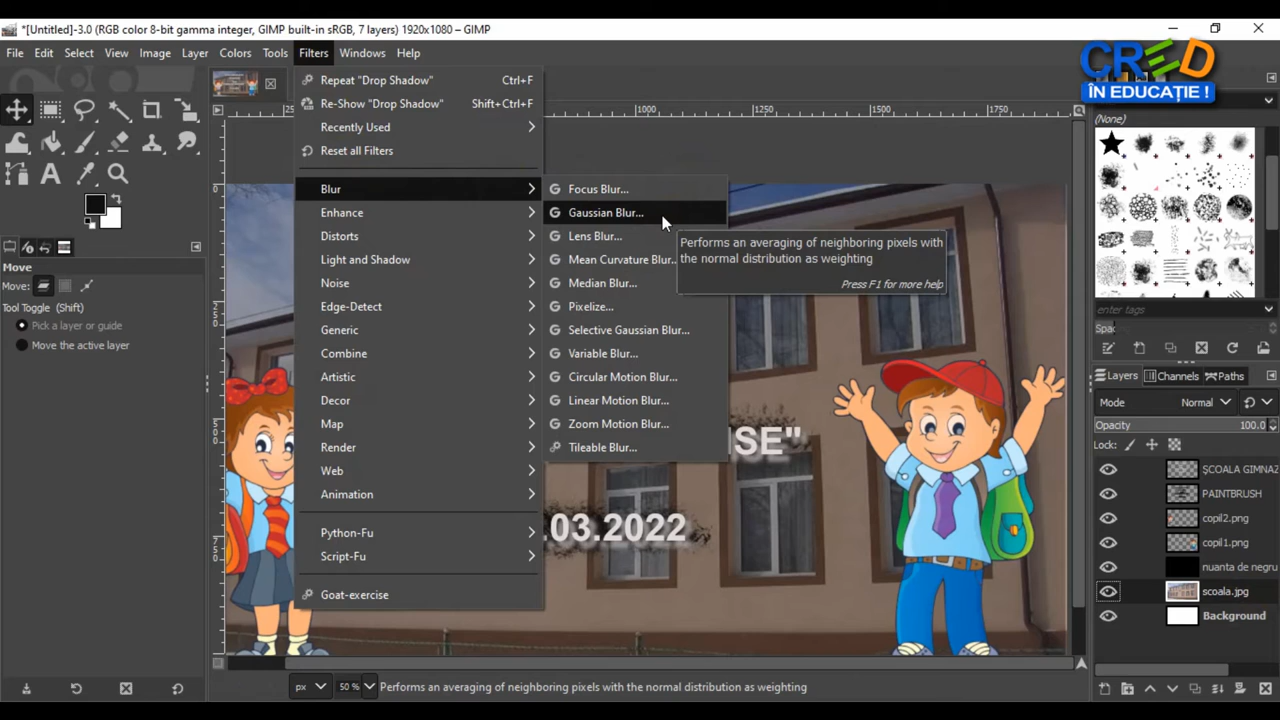 *[Untitled]-3.0 (RGB color 8-bit gamma integer, GIMP built-in sRGB, 7 layers) 1920x1080 – GIMP
File Edit Select View Image Layer Colors Tools Filters Windows Help
CRED
ÎN EDUCAȚIE !
Repeat "Drop Shadow" Ctrl+F
Re-Show "Drop Shadow" Shift+Ctrl+F
Recently Used
Reset all Filters
Blur
Enhance
Distorts
Light and Shadow
Noise
Edge-Detect
Generic
Combine
Artistic
Decor
Map
Render
Web
Animation
Python-Fu
Script-Fu
Goat-exercise
Focus Blur...
Gaussian Blur...
Lens Blur...
Mean Curvature Blur...
Median Blur...
Pixelize...
Selective Gaussian Blur...
Variable Blur...
Circular Motion Blur...
Linear Motion Blur...
Zoom Motion Blur...
Tileable Blur...
Performs an averaging of neighboring pixels with
the normal distribution as weighting
Press F1 for more help
1000 1250 1500 1750
0
250
500
750
Move
Move:
Tool Toggle (Shift)
Pick a layer or guide
Move the active layer
ISE"
.03.2022
(None)
enter tags
Spac
Layers Channels Paths
Mode Normal
Opacity 100.0
Lock:
ȘCOALA GIMNAZ
PAINTBRUSH
copil2.png
copil1.png
nuanta de negru
scoala.jpg
Background
px 50 % Performs an averaging of neighboring pixels with the normal distribution as weighting